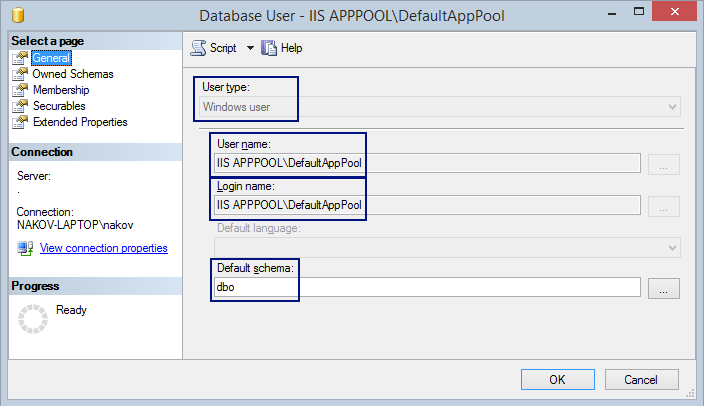 Database User - IIS APPPOOL\DefaultAppPool
Select a page
General
Owned Schemas
Membership
Securables
Extended Properties
Connection
Server:
.
Connection:
NAKOV-LAPTOP\nakov
View connection properties
Progress
Ready
Script Help
User type:
Windows user
User name:
IIS APPPOOL\DefaultAppPool
...
Login name:
IIS APPPOOL\DefaultAppPool
...
Default language:
Default schema:
dbo
...
OK Cancel